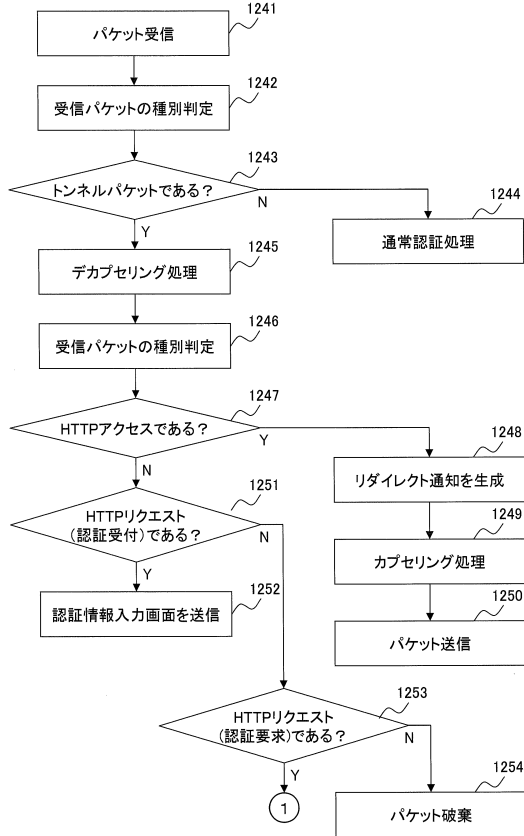 1241
パケット受信
1242
受信パケットの種別判定
1243
トンネルパケットである？
N
Y
1244
通常認証処理
1245
デカプセリング処理
1246
受信パケットの種別判定
1247
HTTPアクセスである？
Y
N
1248
リダイレクト通知を生成
1249
カプセリング処理
1250
パケット送信
1251
HTTPリクエスト
(認証受付)である？
N
Y
1252
認証情報入力画面を送信
1253
HTTPリクエスト
(認証要求)である？
N
Y
1
1254
パケット破棄